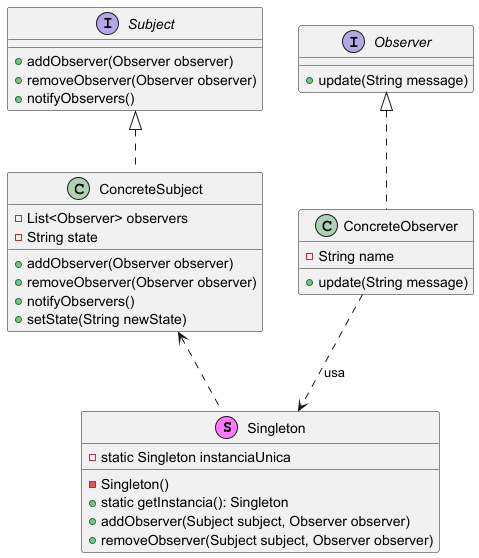 I Subject
addObserver(Observer observer)
removeObserver(Observer observer)
notifyObservers()
I Observer
update(String message)
C ConcreteSubject
List<Observer> observers
String state
addObserver(Observer observer)
removeObserver(Observer observer)
notifyObservers()
setState(String newState)
C ConcreteObserver
String name
update(String message)
usa
S Singleton
static Singleton instanciaUnica
Singleton()
static getInstancia(): Singleton
addObserver(Subject subject, Observer observer)
removeObserver(Subject subject, Observer observer)